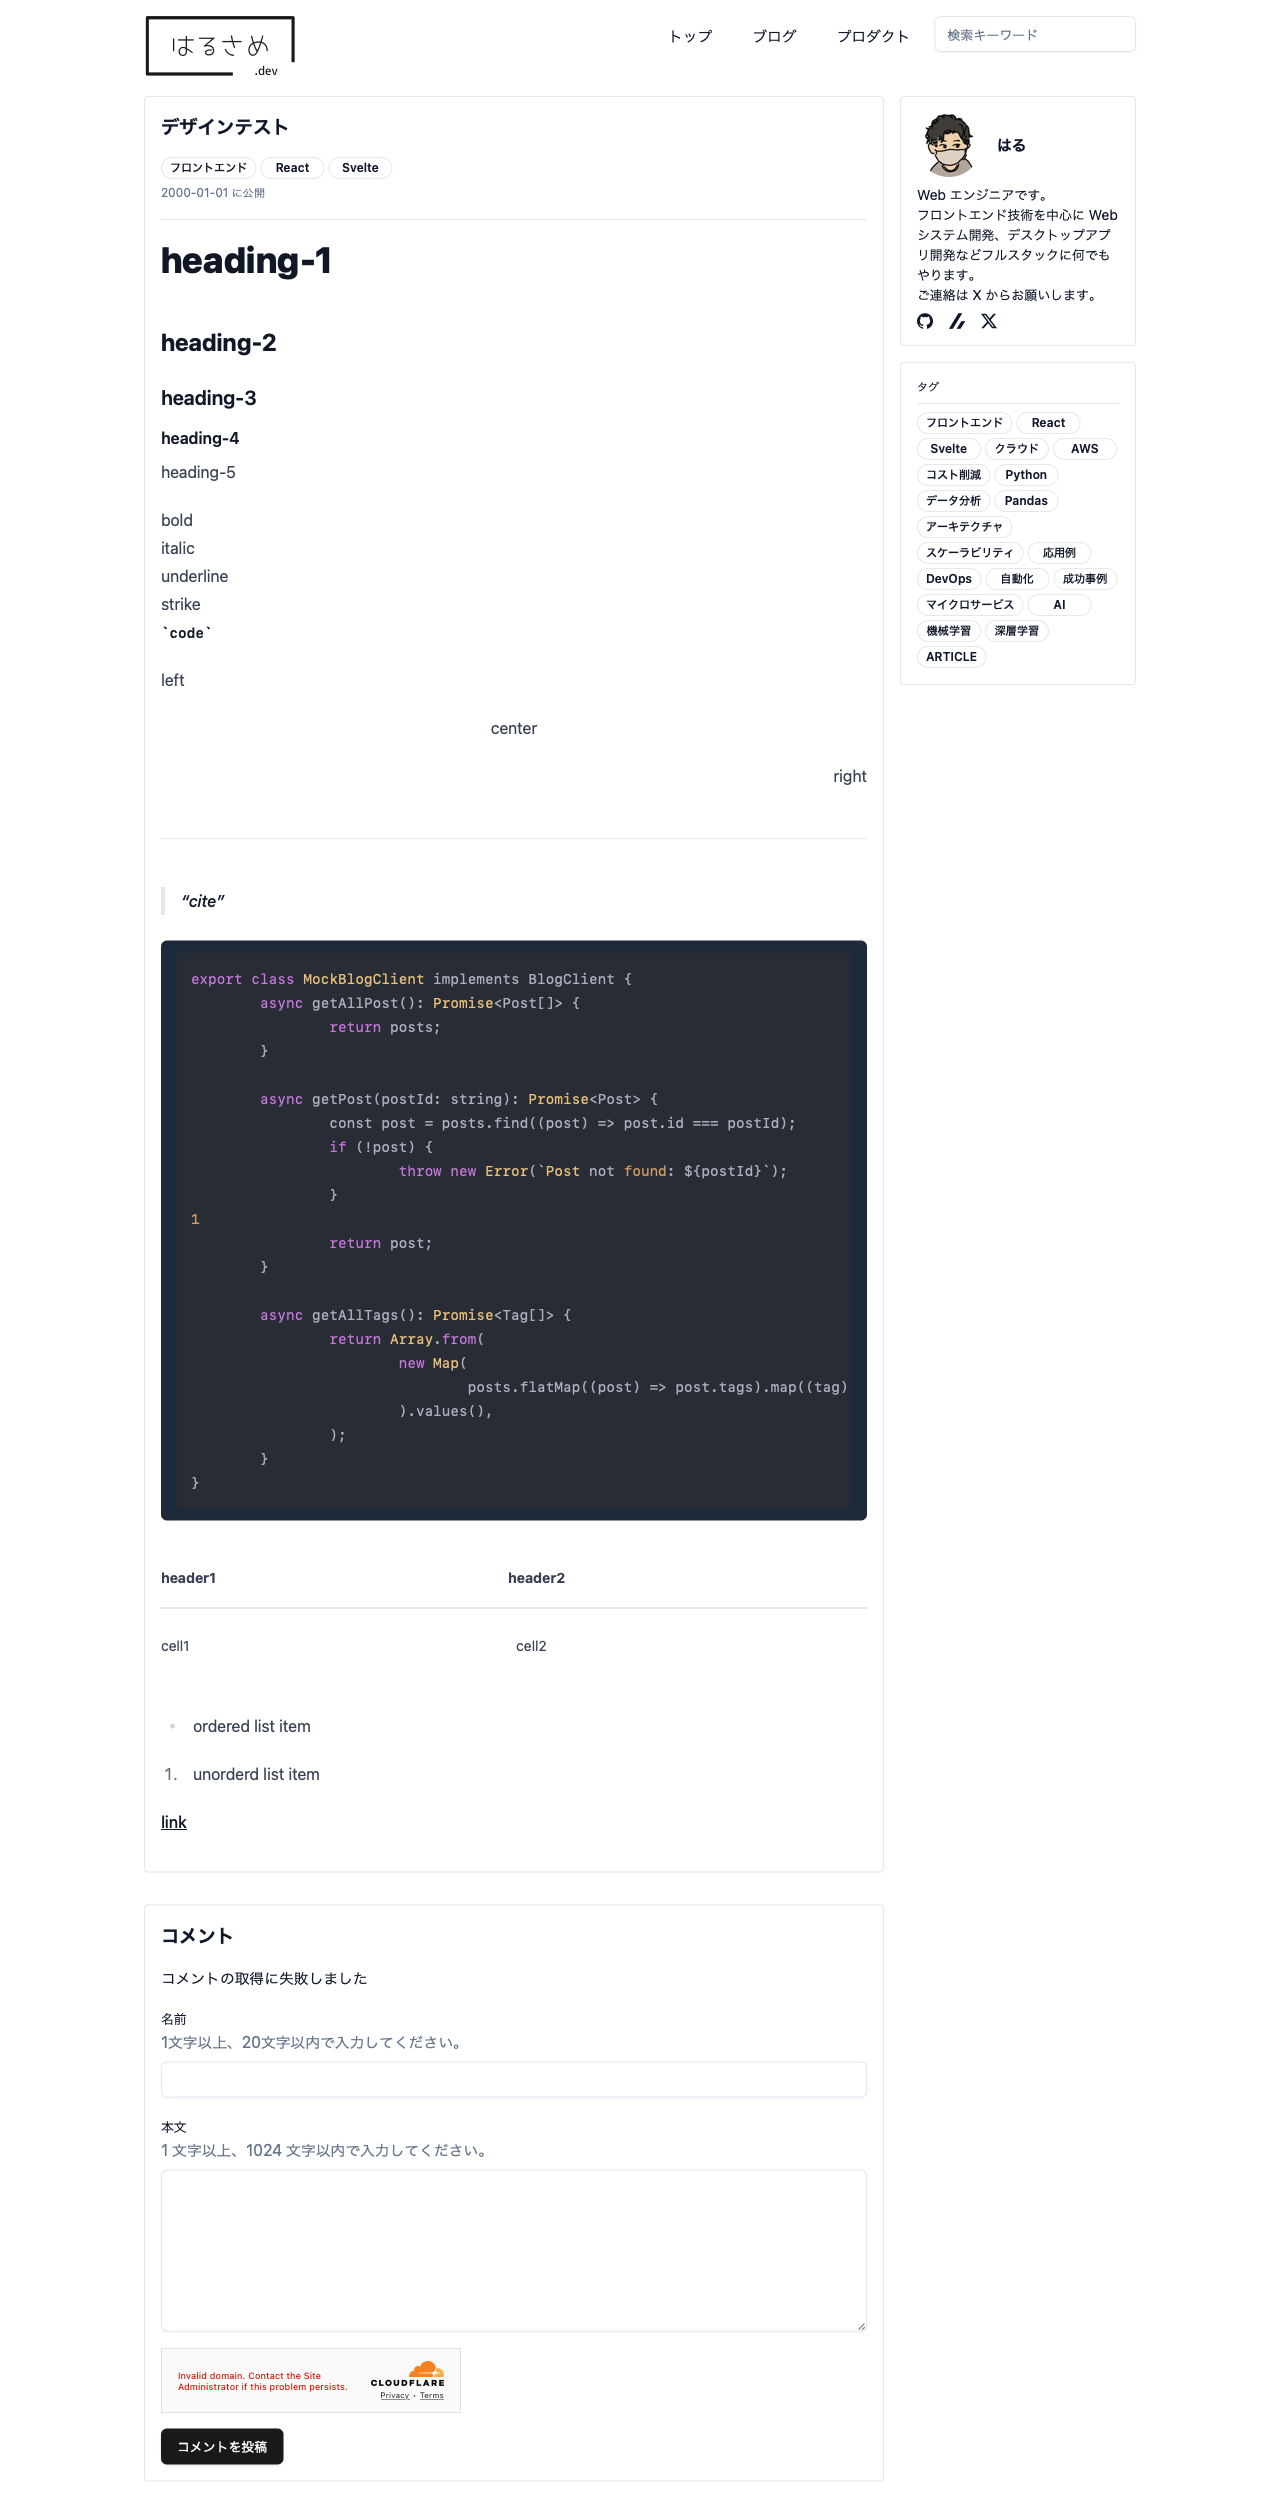 はるさめ
.dev
トップ
ブログ
プロダクト
検索キーワード
デザインテスト
フロントエンド React Svelte
2000-01-01 に公開
heading-1
heading-2
heading-3
heading-4
heading-5
bold
italic
underline
strike
`code`
left
center
right
“cite”
export class MockBlogClient implements BlogClient {
async getAllPost(): Promise<Post[]> {
return posts;
}
async getPost(postId: string): Promise<Post> {
const post = posts.find((post) => post.id === postId);
if (!post) {
throw new Error(`Post not found: ${postId}`);
}
1
return post;
}
async getAllTags(): Promise<Tag[]> {
return Array.from(
new Map(
posts.flatMap((post) => post.tags).map((tag)
).values(),
);
}
}
header1 header2
cell1 cell2
▪ ordered list item
1. unorderd list item
link
コメント
コメントの取得に失敗しました
名前
1文字以上、20文字以内で入力してください。
本文
1 文字以上、1024 文字以内で入力してください。
Invalid domain. Contact the Site
Administrator if this problem persists.
CLOUDFLARE
Privacy • Terms
コメントを投稿
はる
Web エンジニアです。
フロントエンド技術を中心に Web
システム開発、デスクトップアプ
リ開発などフルスタックに何でも
やります。
ご連絡は X からお願いします。
タグ
フロントエンド React
Svelte クラウド AWS
コスト削減 Python
データ分析 Pandas
アーキテクチャ
スケーラビリティ 応用例
DevOps 自動化 成功事例
マイクロサービス AI
機械学習 深層学習
ARTICLE